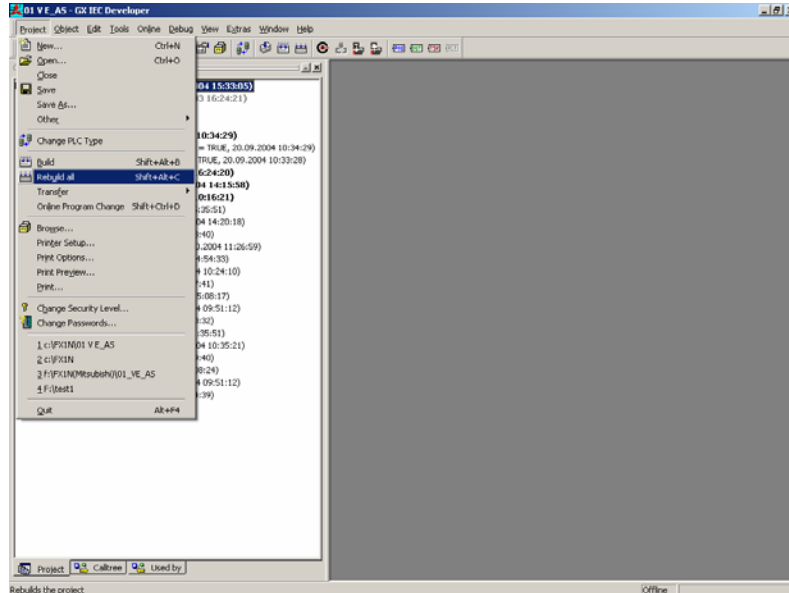 01 V E_AS - GX IEC Developer
Project Object Edit Tools Online Debug View Extras Window Help
New... Ctrl+N
Open... Ctrl+O
Close
Save
Save As...
Other
Change PLC Type
Build Shift+Alt+B
Rebuild all Shift+Alt+C
Transfer
Online Program Change Shift+Ctrl+D
Browse...
Printer Setup...
Print Options...
Print Preview...
Print...
Change Security Level...
Change Passwords...
1 c:\FX1N\01 V E_AS
2 c:\FX1N
3 f:\FX1N(Mitsubishi)\01_VE_AS
4 F:\test1
Quit Alt+F4
04 15:33:05)
03 16:24:21)
10:34:29)
= TRUE, 20.09.2004 10:34:29)
TRUE, 20.09.2004 10:33:28)
6:24:20)
04 14:15:58)
0:16:21)
:35:51)
04 14:20:18)
:40)
.2004 11:26:59)
4:54:33)
4 10:24:10)
:41)
5:08:17)
4 09:51:12)
:32)
:35:51)
04 10:35:21)
:40)
8:24)
4 09:51:12)
:39)
Project Calltree Used by
Rebuilds the project Offline